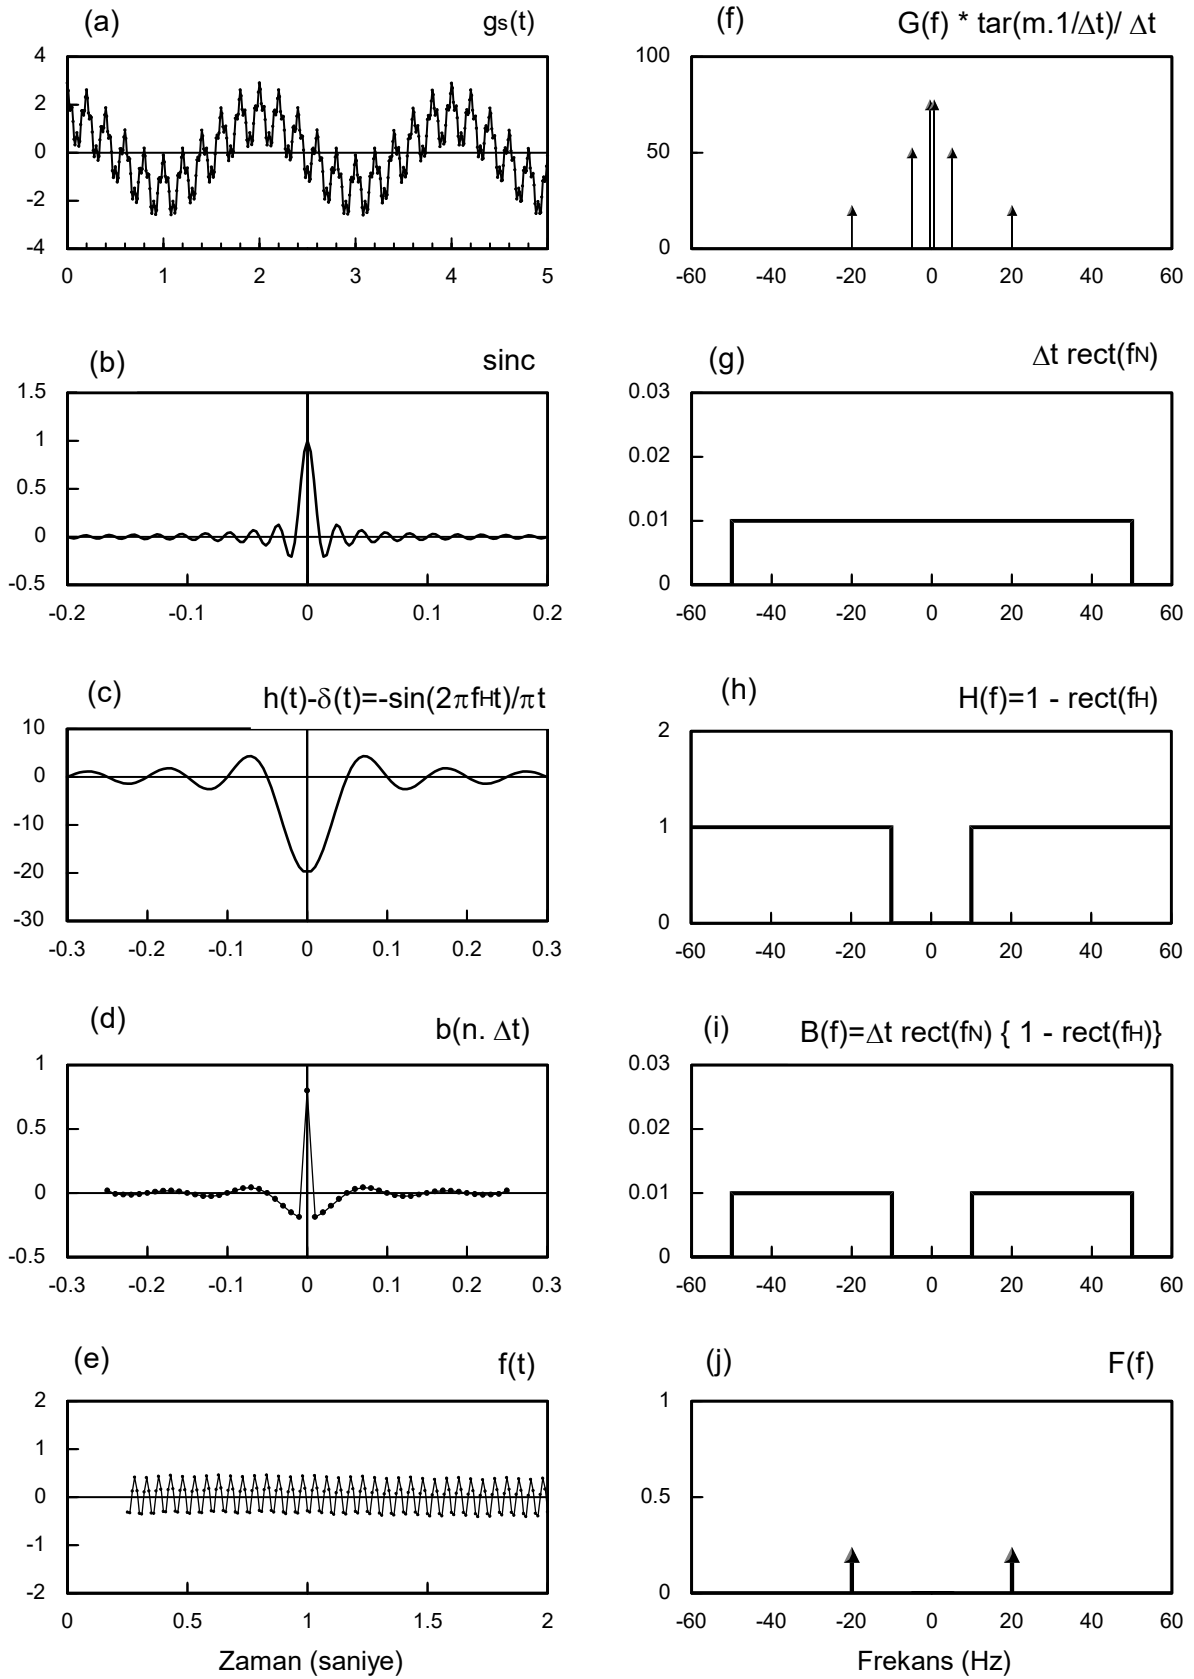 (a) gs(t)
4
2
0
-2
-4
0 1 2 3 4 5
(f) G(f) * tar(m.1/Δt)/ Δt
100
50
0
-60 -40 -20 0 20 40 60
(b) sinc
1.5
1
0.5
0
-0.5
-0.2 -0.1 0 0.1 0.2
(g) Δt rect(fN)
0.03
0.02
0.01
0
-60 -40 -20 0 20 40 60
(c) h(t)-δ(t)=-sin(2πfHt)/πt
10
0
-10
-20
-30
-0.3 -0.2 -0.1 0 0.1 0.2 0.3
(h) H(f)=1 - rect(fH)
2
1
0
-60 -40 -20 0 20 40 60
(d) b(n. Δt)
1
0.5
0
-0.5
-0.3 -0.2 -0.1 0 0.1 0.2 0.3
(i) B(f)=Δt rect(fN) { 1 - rect(fH)}
0.03
0.02
0.01
0
-60 -40 -20 0 20 40 60
(e) f(t)
2
1
0
-1
-2
0 0.5 1 1.5 2
Zaman (saniye)
(j) F(f)
1
0.5
0
-60 -40 -20 0 20 40 60
Frekans (Hz)